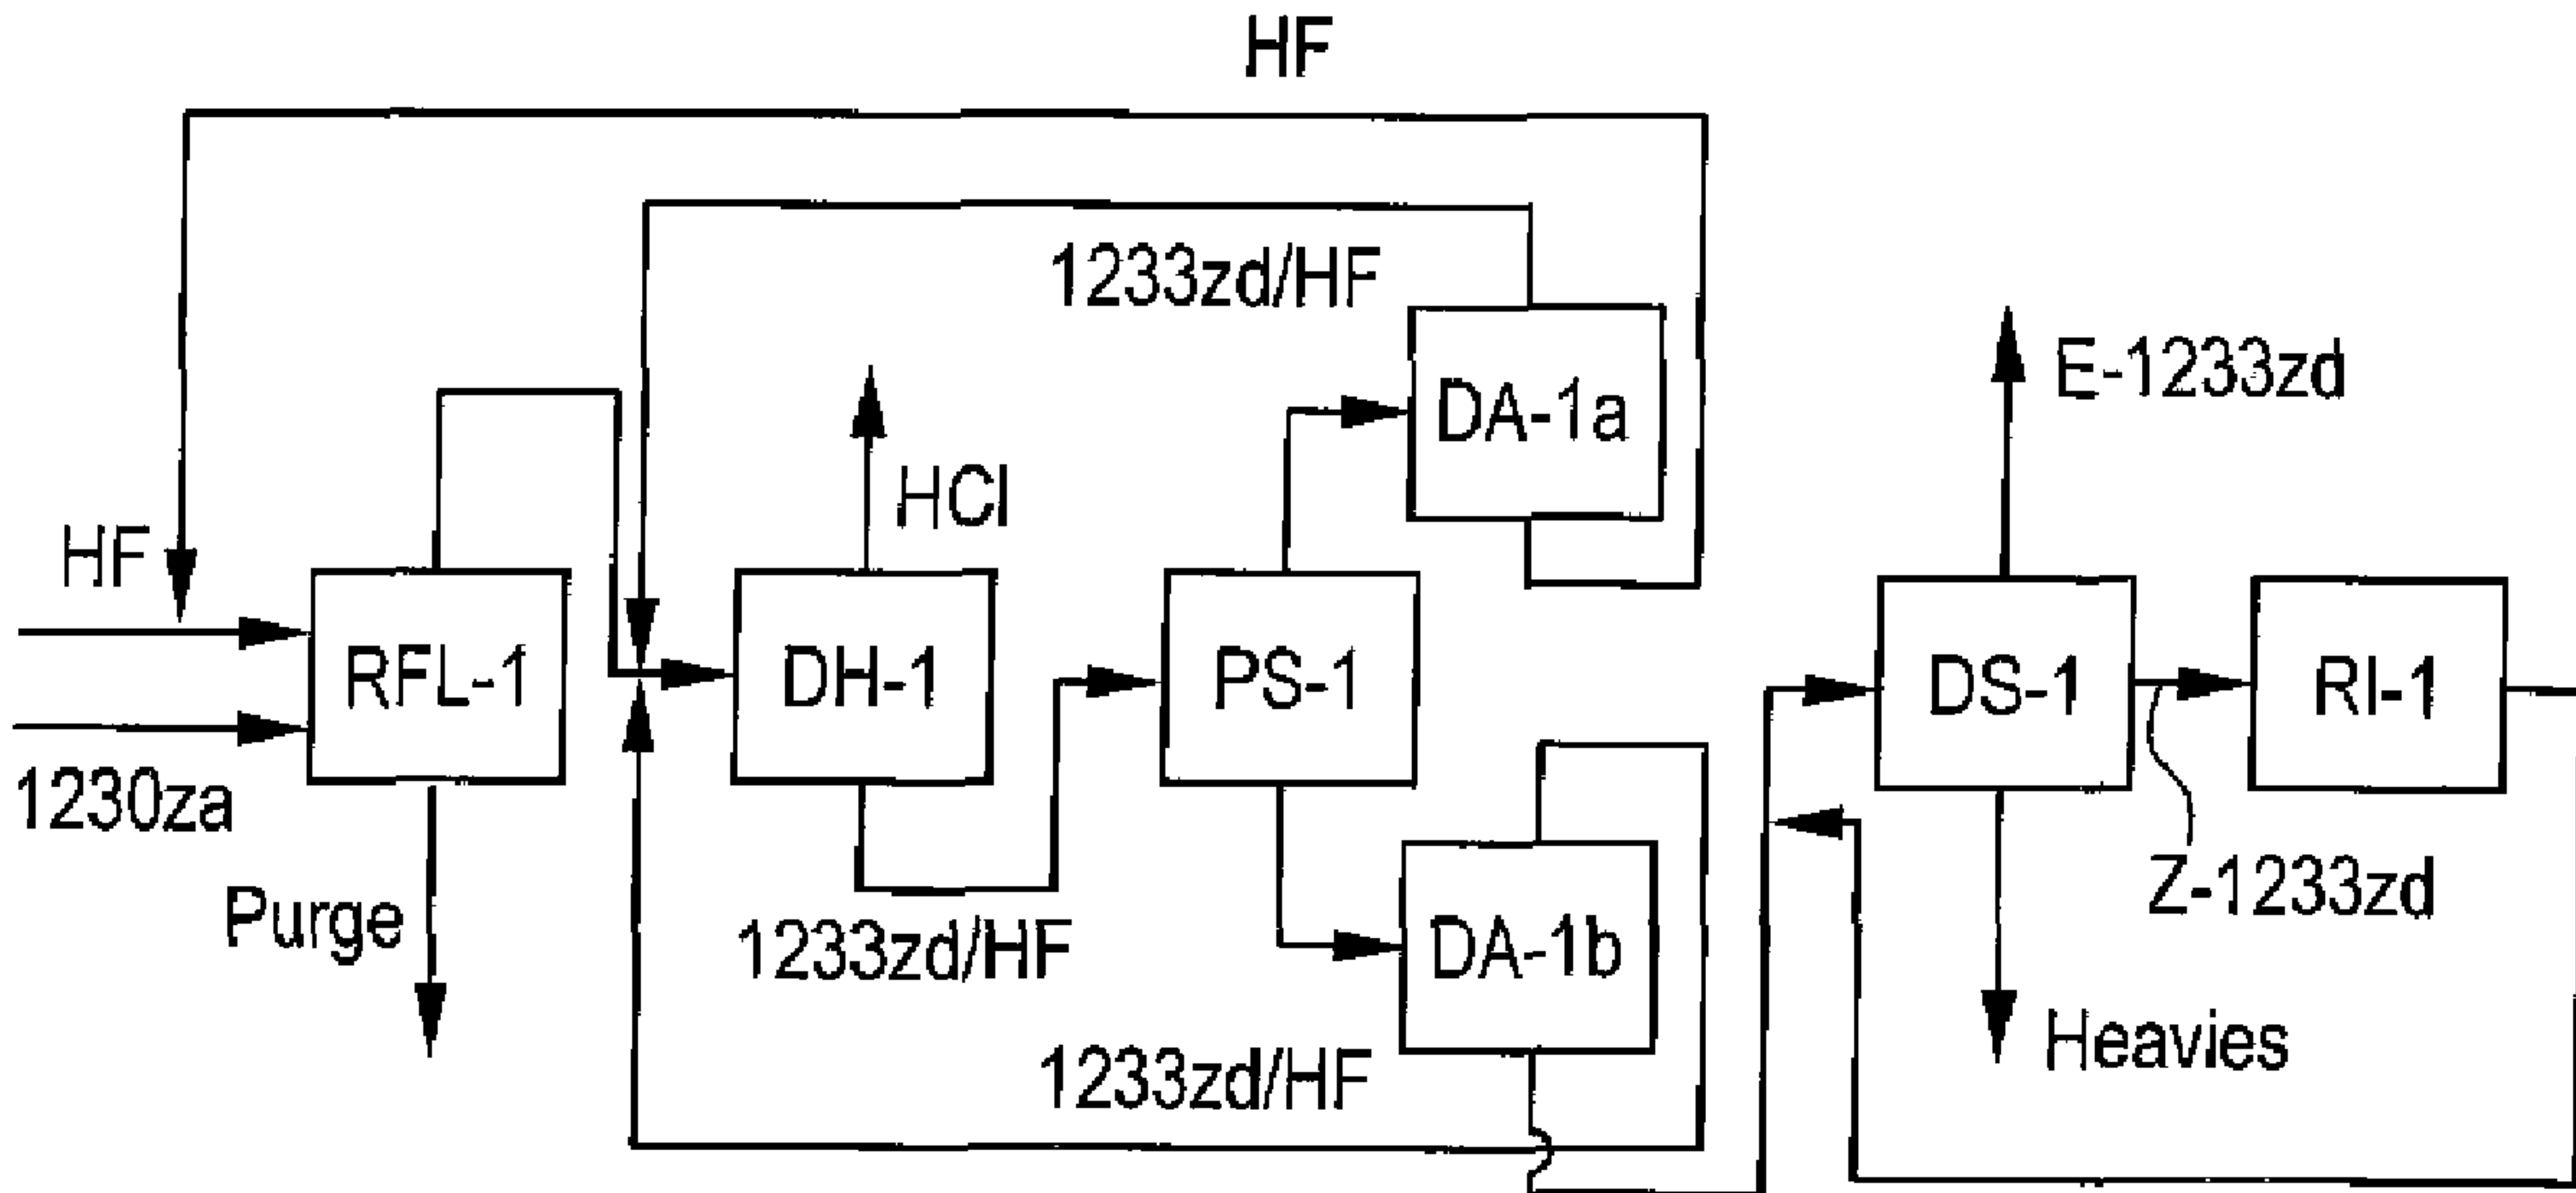 HF
1233zd/HF
DA-1a
E-1233zd
HCl
HF
RFL-1
DH-1
PS-1
DS-1
RI-1
1230za
Z-1233zd
Purge
1233zd/HF
DA-1b
Heavies
1233zd/HF